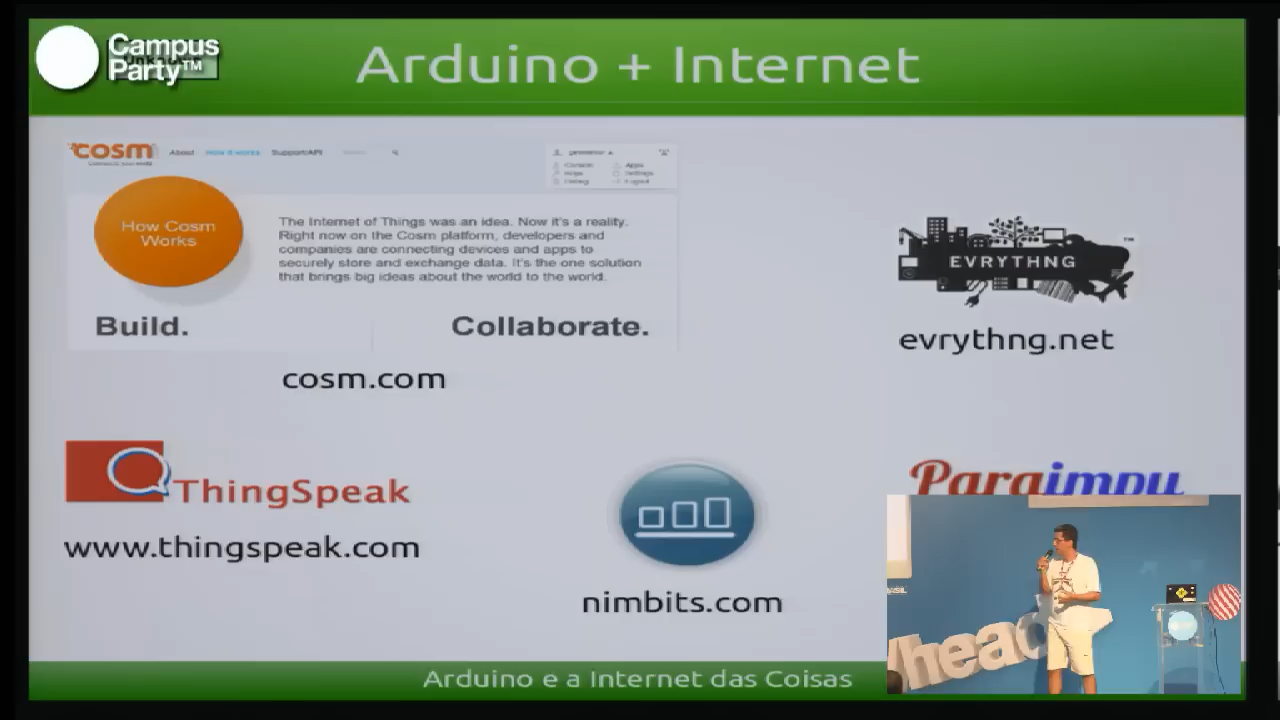 Campus
Party™
Arduino + Internet
cosm
About How it works Support/API
How Cosm
Works
The Internet of Things was an idea. Now it's a reality.
Right now on the Cosm platform, developers and
companies are connecting devices and apps to
securely store and exchange data. It's the one solution
that brings big ideas about the world to the world.
Build.
Collaborate.
cosm.com
EVRYTHNG™
evrythng.net
ThingSpeak
www.thingspeak.com
nimbits.com
Paraimpu
Arduino e a Internet das Coisas
head